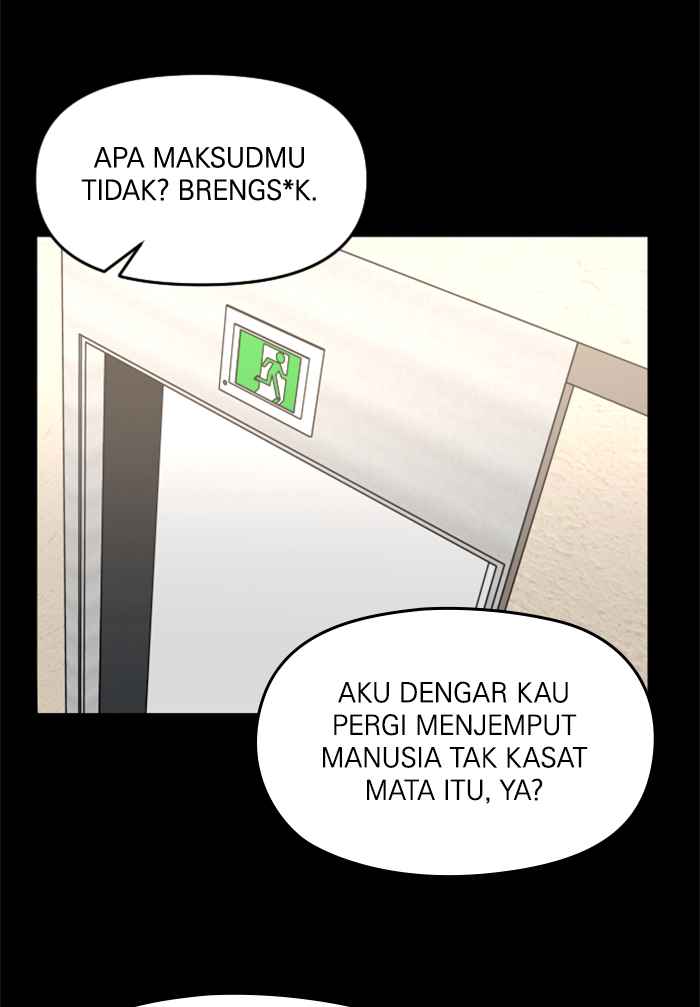 APA MAKSUDMU
TIDAK? BRENGS*K.
AKU DENGAR KAU
PERGI MENJEMPUT
MANUSIA TAK KASAT
MATA ITU, YA?